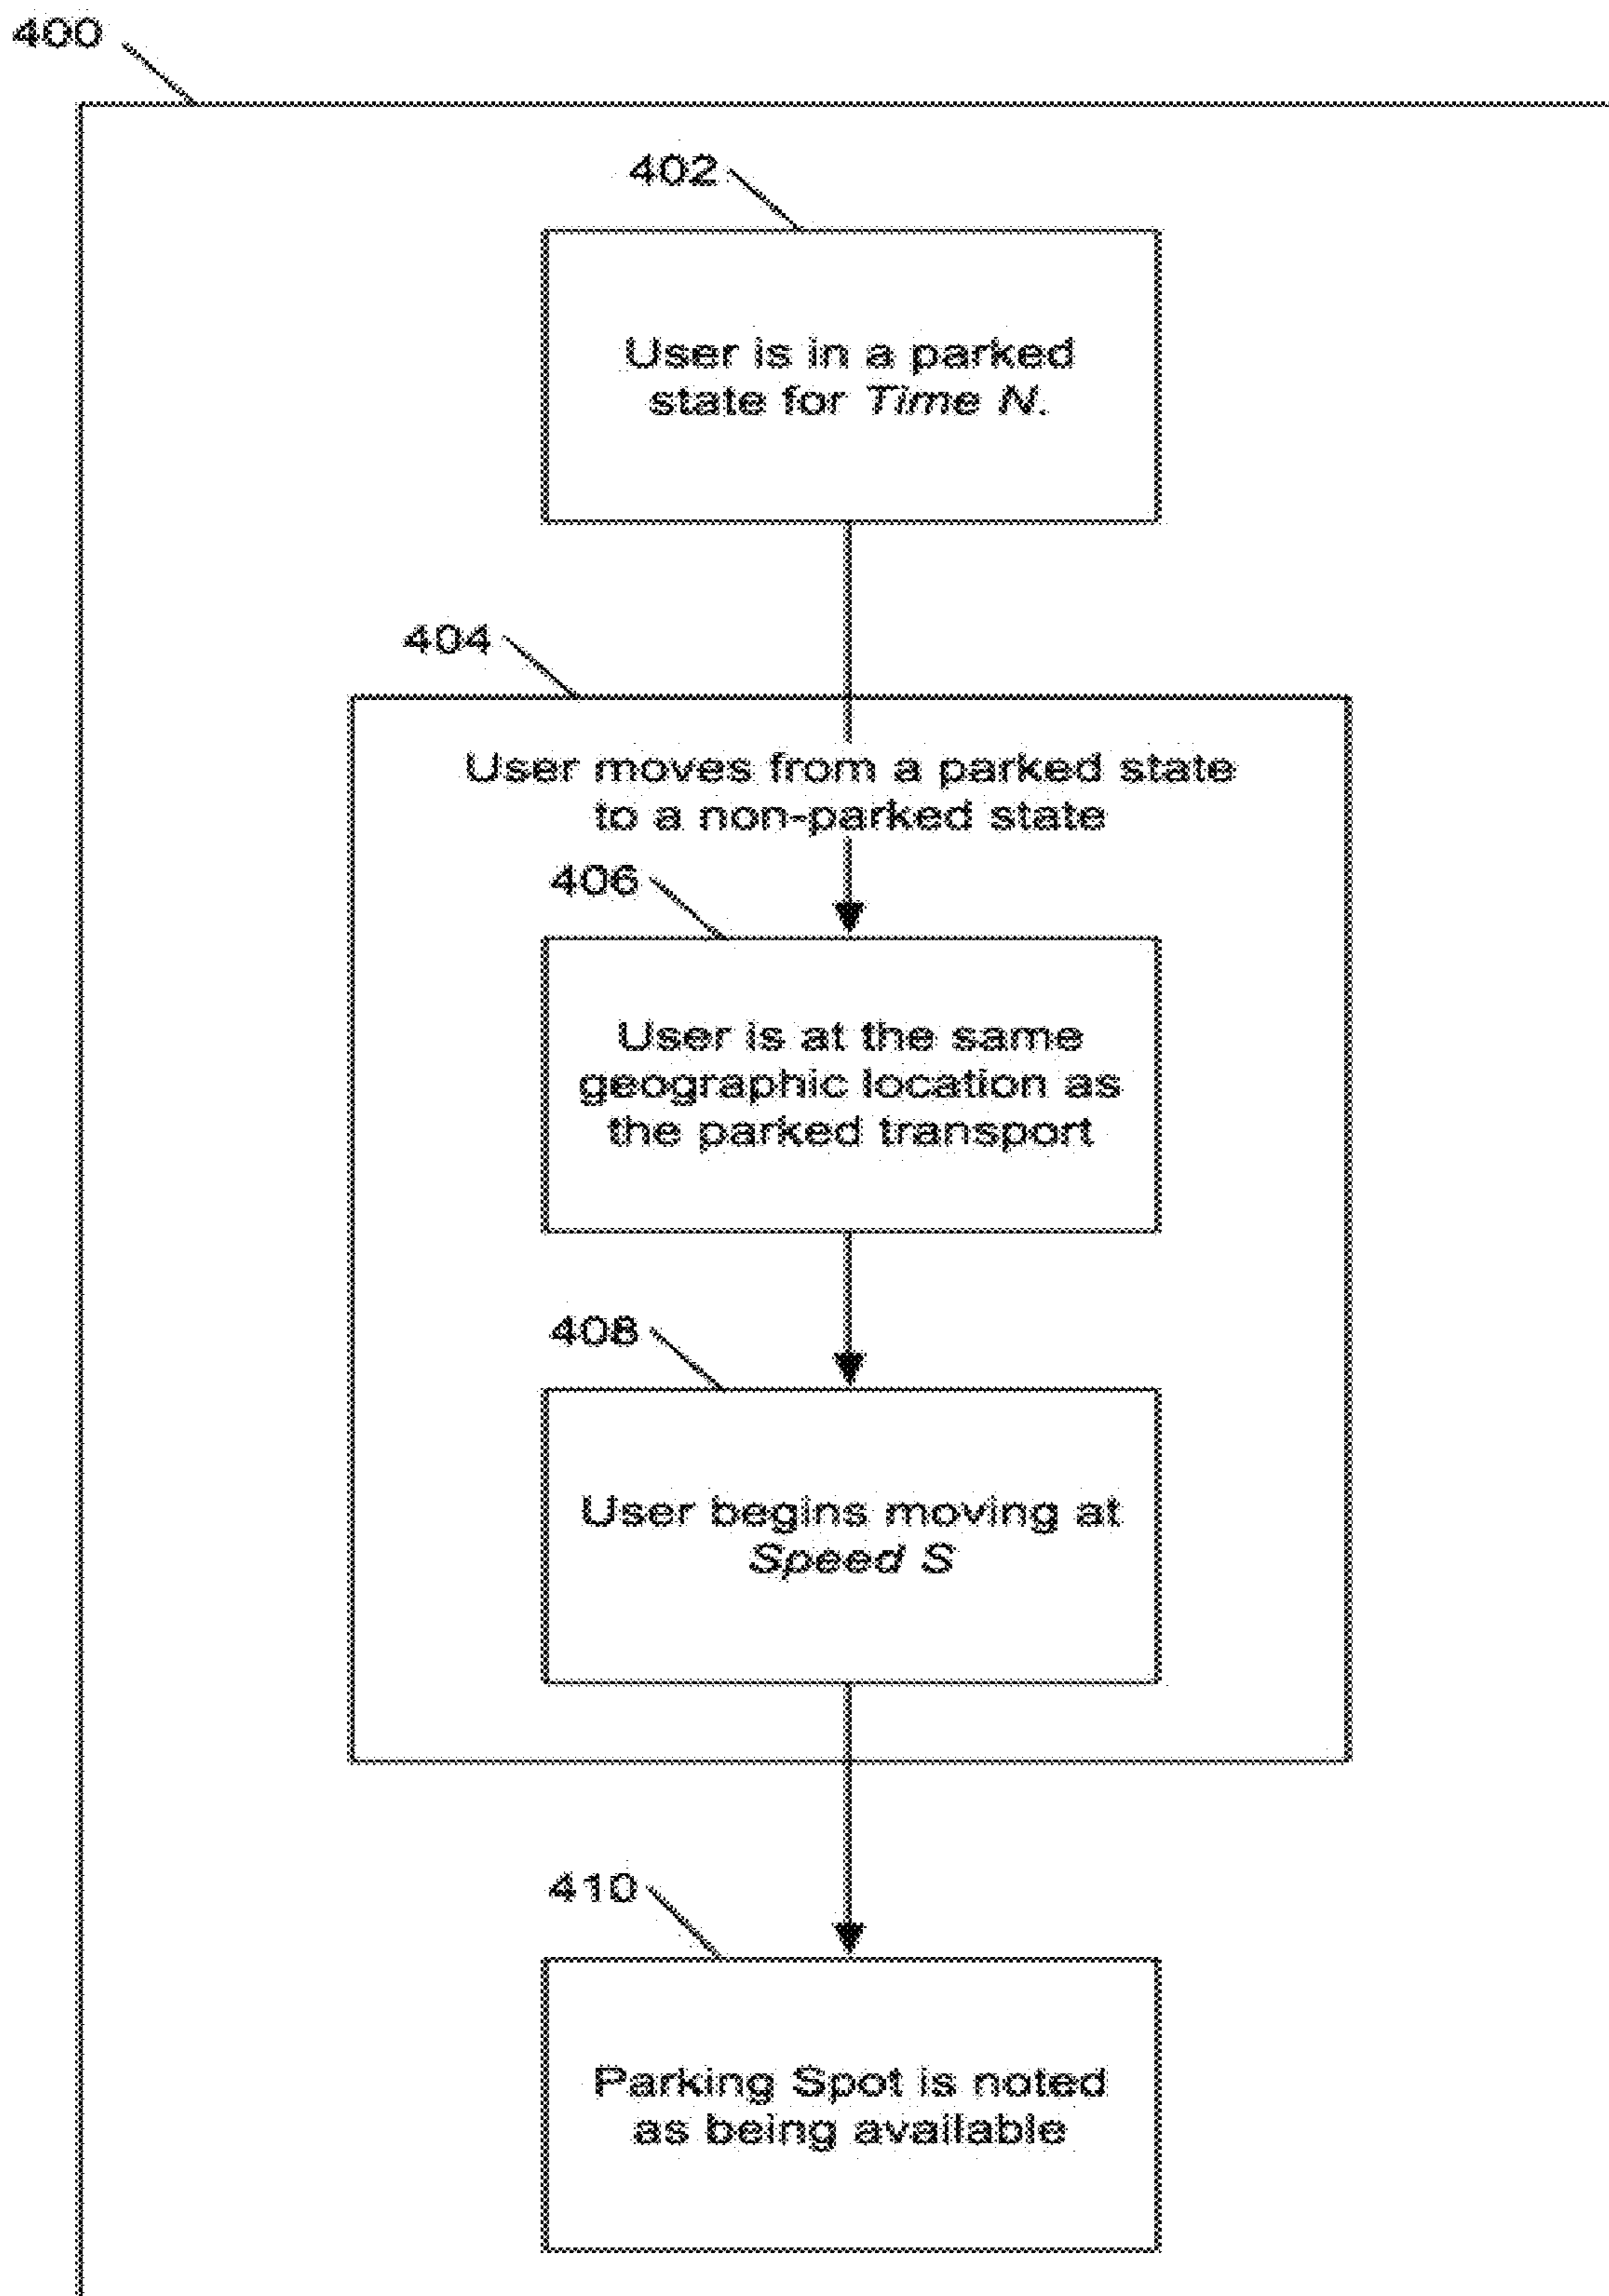 400
402
User is in a parked
state for Time N.
404
User moves from a parked state
to a non-parked state
406
User is at the same
geographic location as
the parked transport
408
User begins moving at
Speed S
410
Parking Spot is noted
as being available